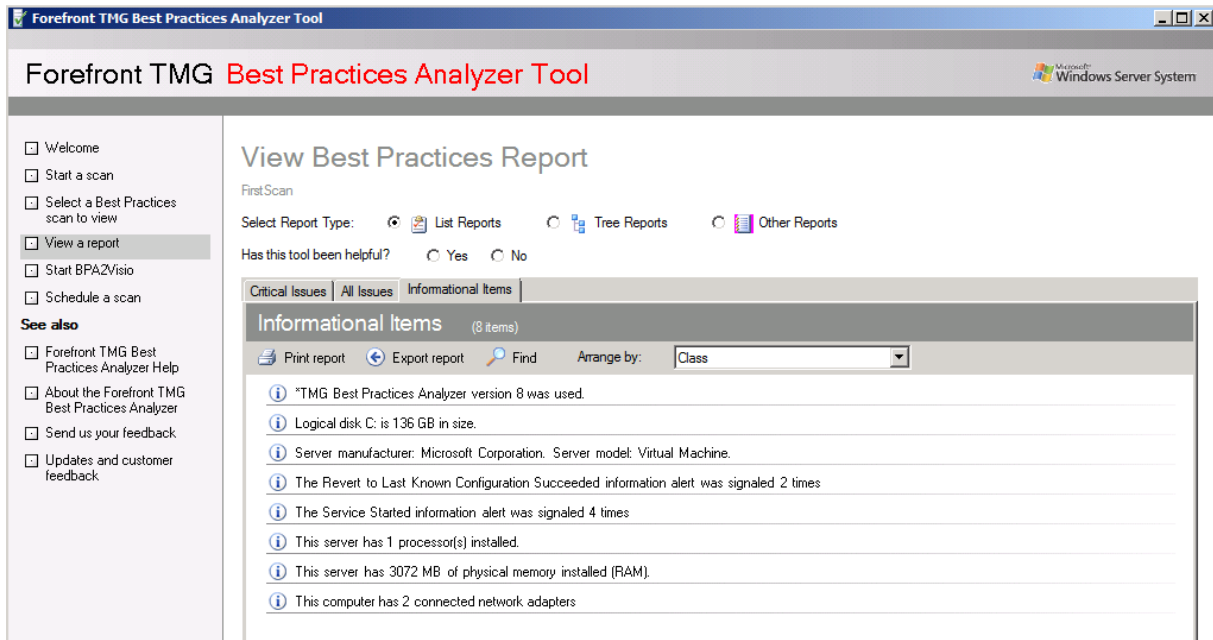 Forefront TMG Best Practices Analyzer Tool
Forefront TMG Best Practices Analyzer Tool
Microsoft
Windows Server System
Welcome
Start a scan
Select a Best Practices
scan to view
View a report
Start BPA2Visio
Schedule a scan
See also
Forefront TMG Best
Practices Analyzer Help
About the Forefront TMG
Best Practices Analyzer
Send us your feedback
Updates and customer
feedback
View Best Practices Report
FirstScan
Select Report Type: List Reports Tree Reports Other Reports
Has this tool been helpful? Yes No
Critical Issues All Issues Informational Items
Informational Items (8 items)
Print report Export report Find Arrange by: Class
*TMG Best Practices Analyzer version 8 was used.
Logical disk C: is 136 GB in size.
Server manufacturer: Microsoft Corporation. Server model: Virtual Machine.
The Revert to Last Known Configuration Succeeded information alert was signaled 2 times
The Service Started information alert was signaled 4 times
This server has 1 processor(s) installed.
This server has 3072 MB of physical memory installed (RAM).
This computer has 2 connected network adapters